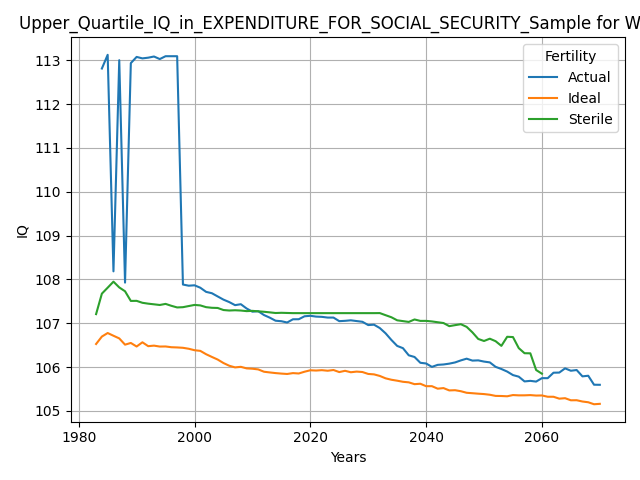 Upper_Quartile_IQ_in_EXPENDITURE_FOR_SOCIAL_SECURITY_Sample for W
113
112
111
110
109
108
107
106
105
IQ
Fertility
Actual
Ideal
Sterile
1980
2000
2020
2040
2060
Years